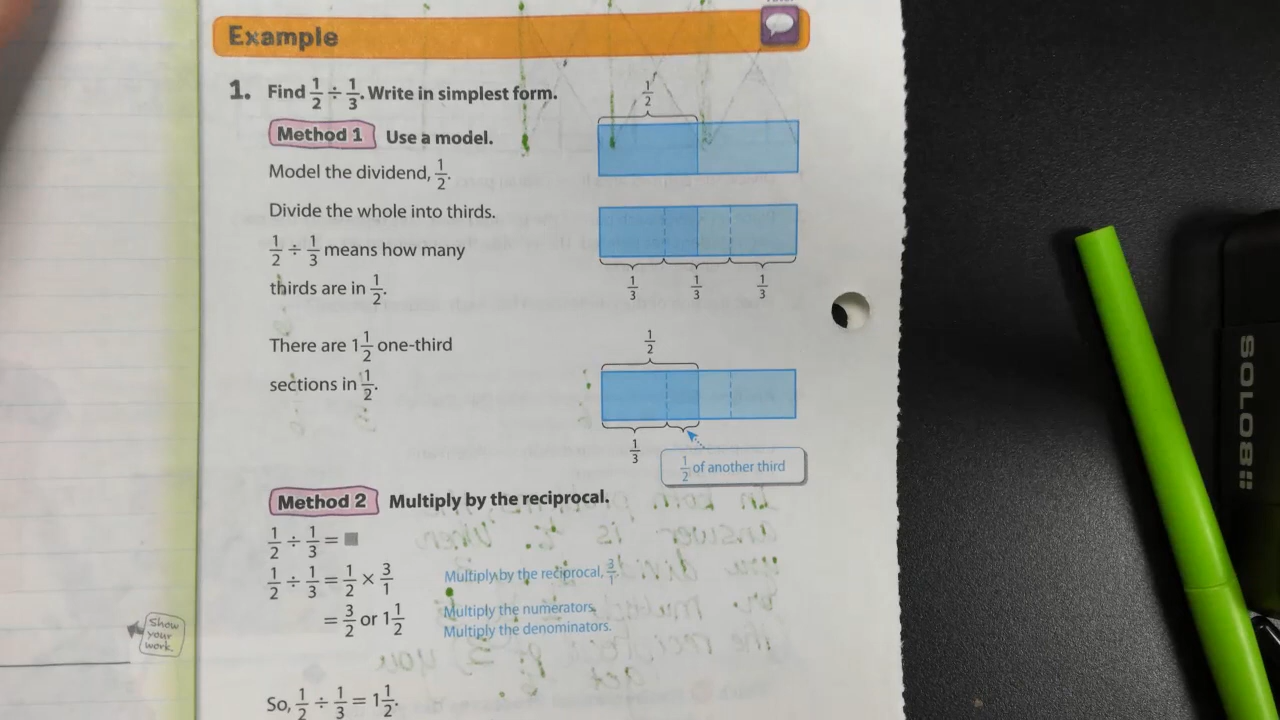 Example
1. Find 1/2 ÷ 1/3. Write in simplest form.
Method 1 Use a model.
Model the dividend, 1/2.
Divide the whole into thirds.
1/2 ÷ 1/3 means how many
thirds are in 1/2.
There are 1 1/2 one-third
sections in 1/2.
1/2
1/3 1/3 1/3
1/2
1/3
1/2 of another third
Method 2 Multiply by the reciprocal.
1/2 ÷ 1/3 = ■
1/2 ÷ 1/3 = 1/2 × 3/1 Multiply by the reciprocal, 3/1.
= 3/2 or 1 1/2 Multiply the numerators.
Multiply the denominators.
So, 1/2 ÷ 1/3 = 1 1/2.
Show
your
work.